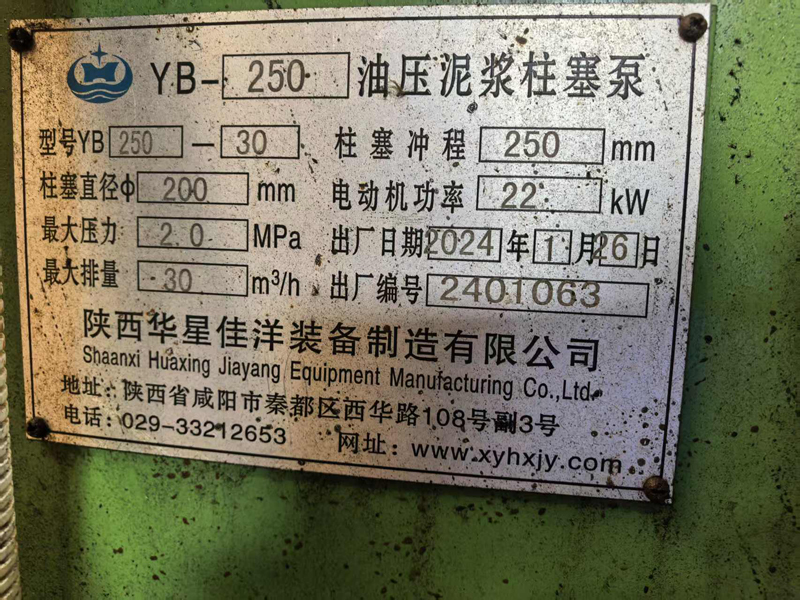 YB-250 油压泥浆柱塞泵
型号YB 250 — 30 柱塞冲程 250 mm
柱塞直径Φ 200 mm 电动机功率 22 kW
最大压力 2.0 MPa 出厂日期 2024 年 1 月 26 日
最大排量 30 m³/h 出厂编号 2401063
陕西华星佳洋装备制造有限公司
Shaanxi Huaxing Jiayang Equipment Manufacturing Co.,Ltd.
地址: 陕西省咸阳市秦都区西华路108号副3号
电话: 029-33212653 网址: www.xyhxjy.com